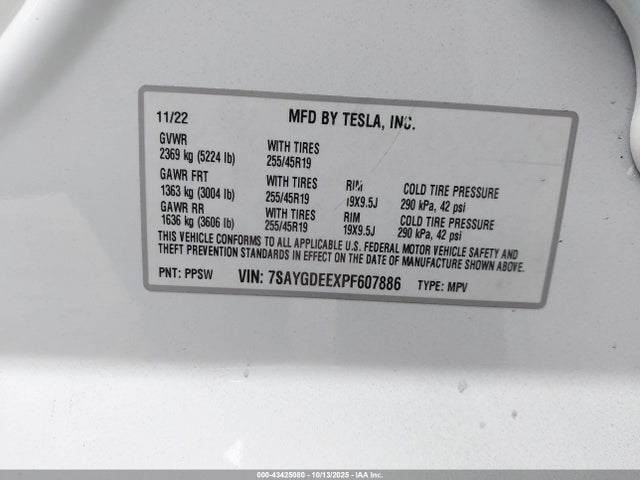 11/22 MFD BY TESLA, INC.
GVWR WITH TIRES
2369 kg (5224 lb) 255/45R19
GAWR FRT WITH TIRES RIM COLD TIRE PRESSURE
1363 kg (3004 lb) 255/45R19 19X9.5J 290 kPa, 42 psi
GAWR RR WITH TIRES RIM COLD TIRE PRESSURE
1636 kg (3606 lb) 255/45R19 19X9.5J 290 kPa, 42 psi
THIS VEHICLE CONFORMS TO ALL APPLICABLE U.S. FEDERAL MOTOR VEHICLE SAFETY AND
THEFT PREVENTION STANDARDS IN EFFECT ON THE DATE OF MANUFACTURE SHOWN ABOVE.
PNT: PPSW VIN: 7SAYGDEEXPF607886 TYPE: MPV
000-43425080 - 10/13/2025 - IAA Inc.